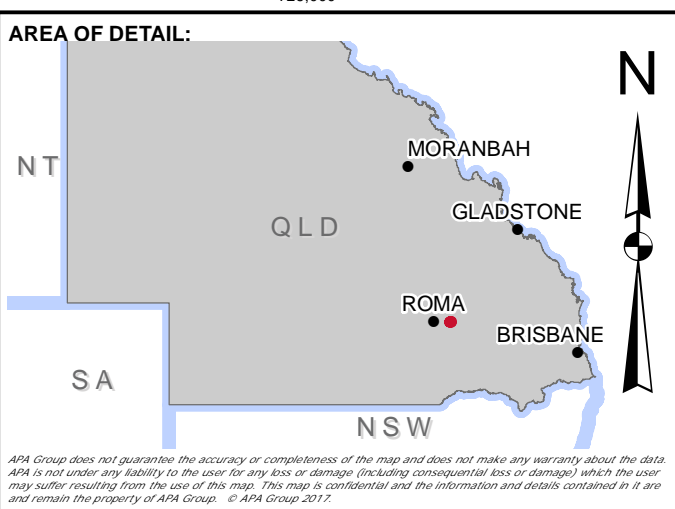 AREA OF DETAIL:
N
MORANBAH
NT
GLADSTONE
QLD
ROMA
BRISBANE
SA
NSW
APA Group does not guarantee the accuracy or completeness of the map and does not make any warranty about the data.
APA is not under any liability to the user for any loss or damage (including consequential loss or damage) which the user
may suffer resulting from the use of this map. This map is confidential and the information and details contained in it are
and remain the property of APA Group. © APA Group 2017.